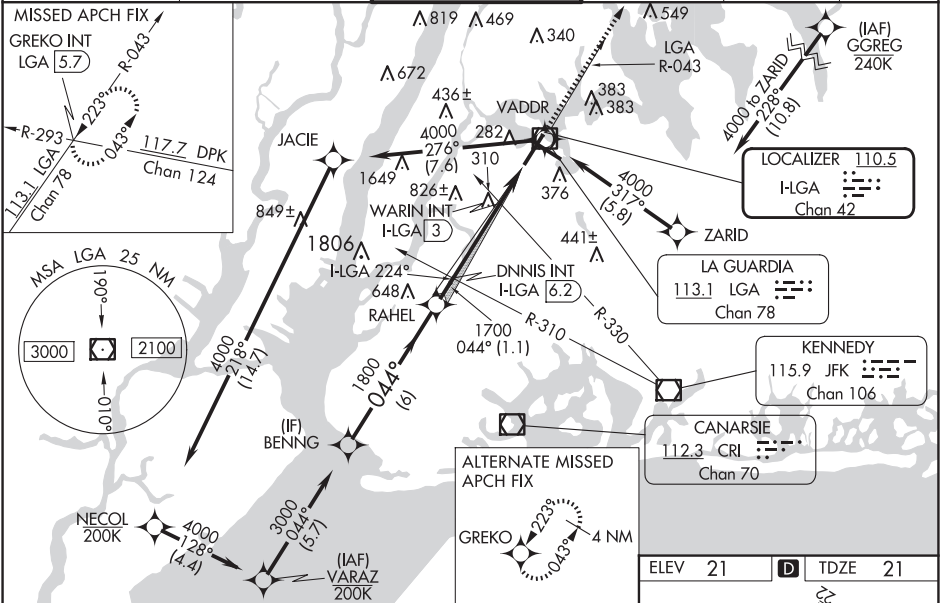 MISSED APCH FIX
GREKO INT
LGA 5.7
R-043
223°
043°
R-293
117.7 DPK
Chan 124
113.1 LGA
Chan 78
819
469
340
549
672
436±
383
383
LGA
R-043
(IAF)
GGREG
240K
4000 to ZARID
228°
(10.8)
VADDR
JACIE
4000
276°
(7.6)
282
310
1649
376
826±
WARIN INT
I-LGA 3
4000
317°
(5.8)
ZARID
LOCALIZER 110.5
I-LGA
Chan 42
849±
1806
441±
I-LGA 224°
DNNIS INT
I-LGA 6.2
648
RAHEL
LA GUARDIA
113.1 LGA
Chan 78
MSA LGA 25 NM
190°
3000
2100
010°
4000
218°
(14.7)
1700
044° (1.1)
R-310
R-330
KENNEDY
115.9 JFK
Chan 106
1800
044°
(6)
(IF)
BENNG
CANARSIE
112.3 CRI
Chan 70
NECOL
200K
4000
128°
(4.4)
3000
044°
(5.7)
(IAF)
VARAZ
200K
ALTERNATE MISSED
APCH FIX
GREKO
223°
043°
4 NM
ELEV 21
D
TDZE 21